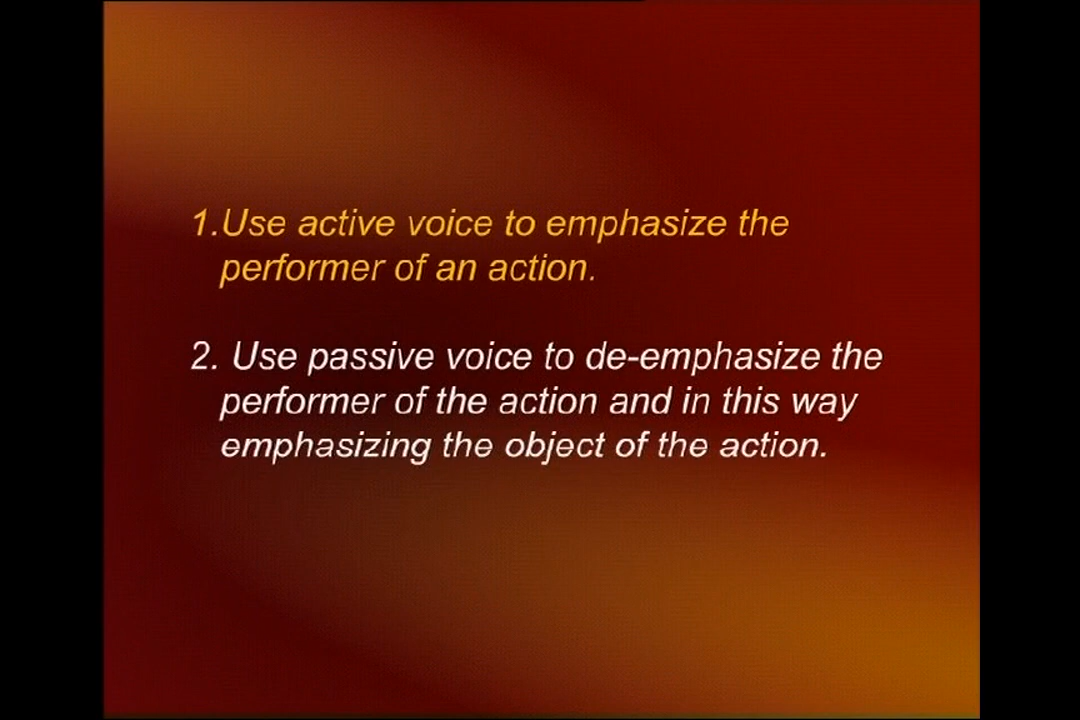 1.Use active voice to emphasize the
performer of an action.
2. Use passive voice to de-emphasize the
performer of the action and in this way
emphasizing the object of the action.